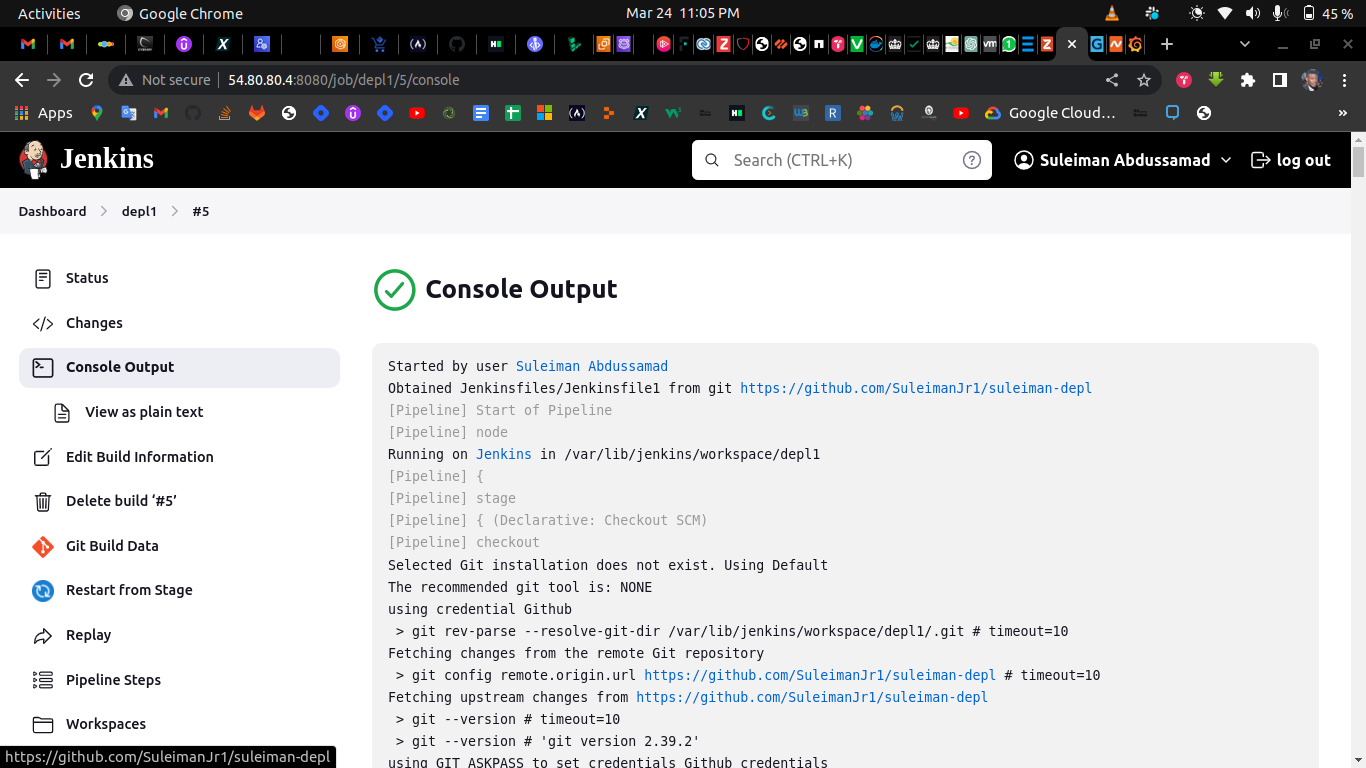 Activities
Google Chrome
Mar 24 11:05 PM
45 %
Not secure
54.80.80.4:8080/job/depl1/5/console
Apps
Google Cloud…
»
Jenkins
Search (CTRL+K)
?
Suleiman Abdussamad
log out
Dashboard
depl1
#5
Status
Changes
Console Output
View as plain text
Edit Build Information
Delete build ‘#5’
Git Build Data
Restart from Stage
Replay
Pipeline Steps
Workspaces
Console Output
Started by user Suleiman Abdussamad
Obtained Jenkinsfiles/Jenkinsfile1 from git https://github.com/SuleimanJr1/suleiman-depl
[Pipeline] Start of Pipeline
[Pipeline] node
Running on Jenkins in /var/lib/jenkins/workspace/depl1
[Pipeline] {
[Pipeline] stage
[Pipeline] { (Declarative: Checkout SCM)
[Pipeline] checkout
Selected Git installation does not exist. Using Default
The recommended git tool is: NONE
using credential Github
> git rev-parse --resolve-git-dir /var/lib/jenkins/workspace/depl1/.git # timeout=10
Fetching changes from the remote Git repository
> git config remote.origin.url https://github.com/SuleimanJr1/suleiman-depl # timeout=10
Fetching upstream changes from https://github.com/SuleimanJr1/suleiman-depl
> git --version # timeout=10
> git --version # 'git version 2.39.2'
using GIT_ASKPASS to set credentials Github credentials
https://github.com/SuleimanJr1/suleiman-depl